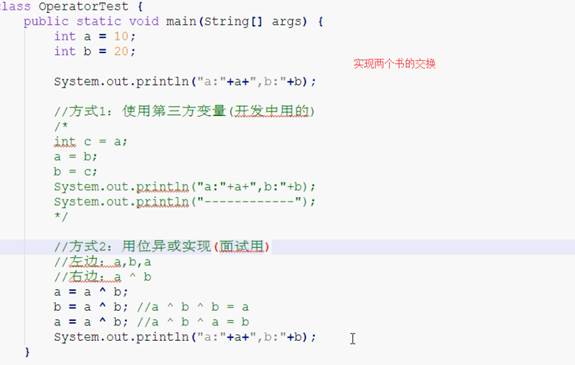 class OperatorTest {
public static void main(String[] args) {
int a = 10;
int b = 20;
实现两个书的交换
System.out.println("a:"+a+",b:"+b);
//方式1：使用第三方变量(开发中用的)
/*
int c = a;
a = b;
b = c;
System.out.println("a:"+a+",b:"+b);
System.out.println("------------");
*/
//方式2：用位异或实现(面试用)
//左边：a,b,a
//右边：a ^ b
a = a ^ b;
b = a ^ b; //a ^ b ^ b = a
a = a ^ b; //a ^ b ^ a = b
System.out.println("a:"+a+",b:"+b);
}